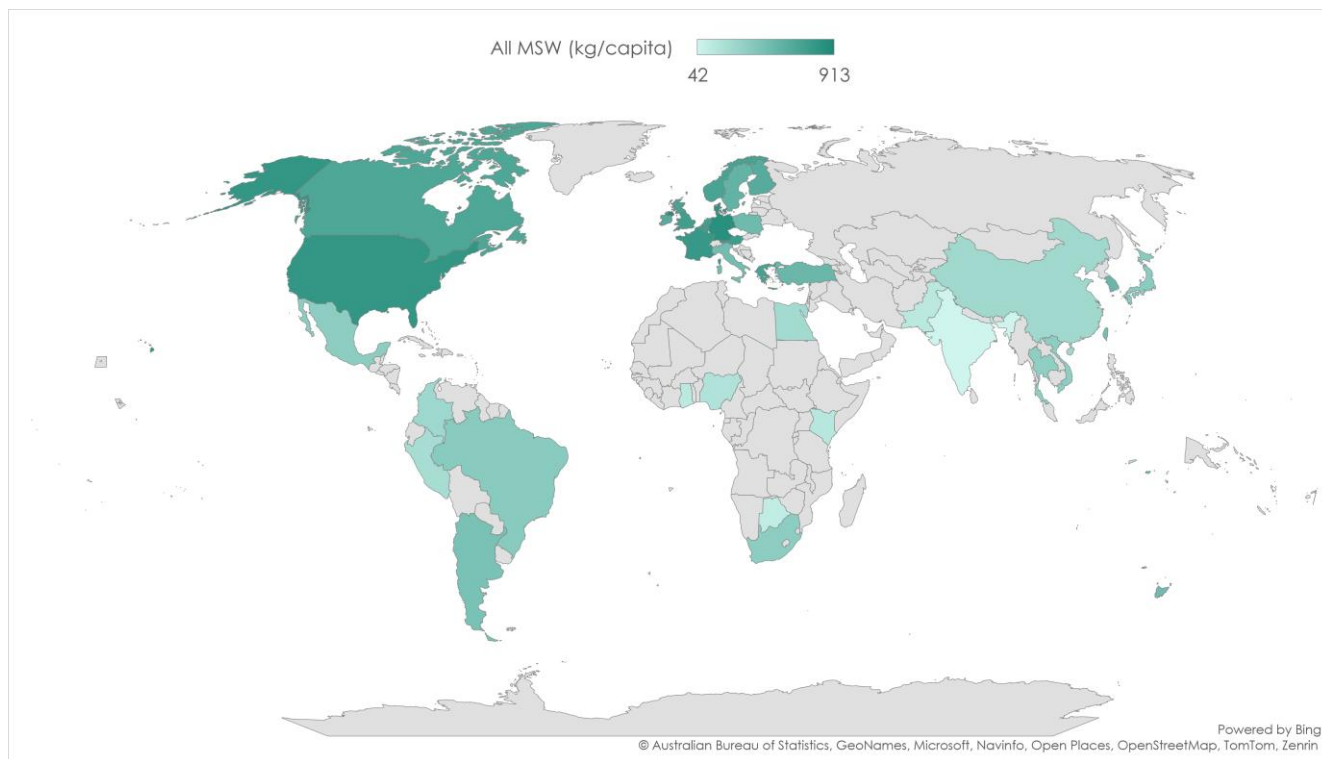 All MSW (kg/capita)
42 913
Powered by Bing
© Australian Bureau of Statistics, GeoNames, Microsoft, Navinfo, Open Places, OpenStreetMap, TomTom, Zenrin